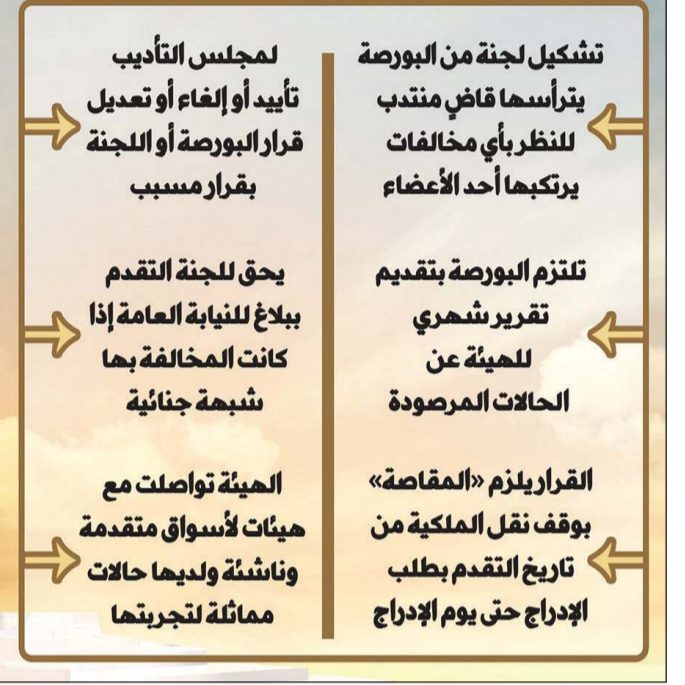 تشكيل لجنة من البورصة
يترأسها قاضٍ منتدب
للنظر بأي مخالفات
يرتكبها أحد الأعضاء
لمجلس التأديب
تأييد أو إلغاء أو تعديل
قرار البورصة أو اللجنة
بقرار مسبب
تلتزم البورصة بتقديم
تقرير شهري
للهيئة عن
الحالات المرصودة
يحق للجنة التقدم
ببلاغ للنيابة العامة إذا
كانت المخالفة بها
شبهة جنائية
القرار يلزم «المقاصة»
بوقف نقل الملكية من
تاريخ التقدم بطلب
الإدراج حتى يوم الإدراج
الهيئة تواصلت مع
هيئات لأسواق متقدمة
وناشئة ولديها حالات
مماثلة لتجربتها